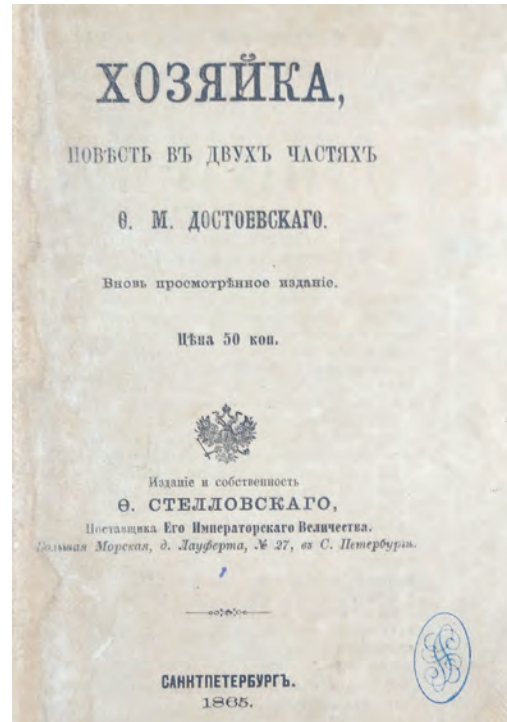 ХОЗЯЙКА,
ПОВѢСТЬ ВЪ ДВУХЪ ЧАСТЯХЪ
Ѳ. М. ДОСТОЕВСКАГО.
Вновь просмотрѣнное изданіе.
Цѣна 50 коп.
Изданіе и собственность
Ѳ. СТЕЛЛОВСКАГО,
Поставщика Его Императорскаго Величества.
Большая Морская, д. Лауферта, № 27, въ С. Петербургѣ.
САНКТПЕТЕРБУРГЪ.
1865.